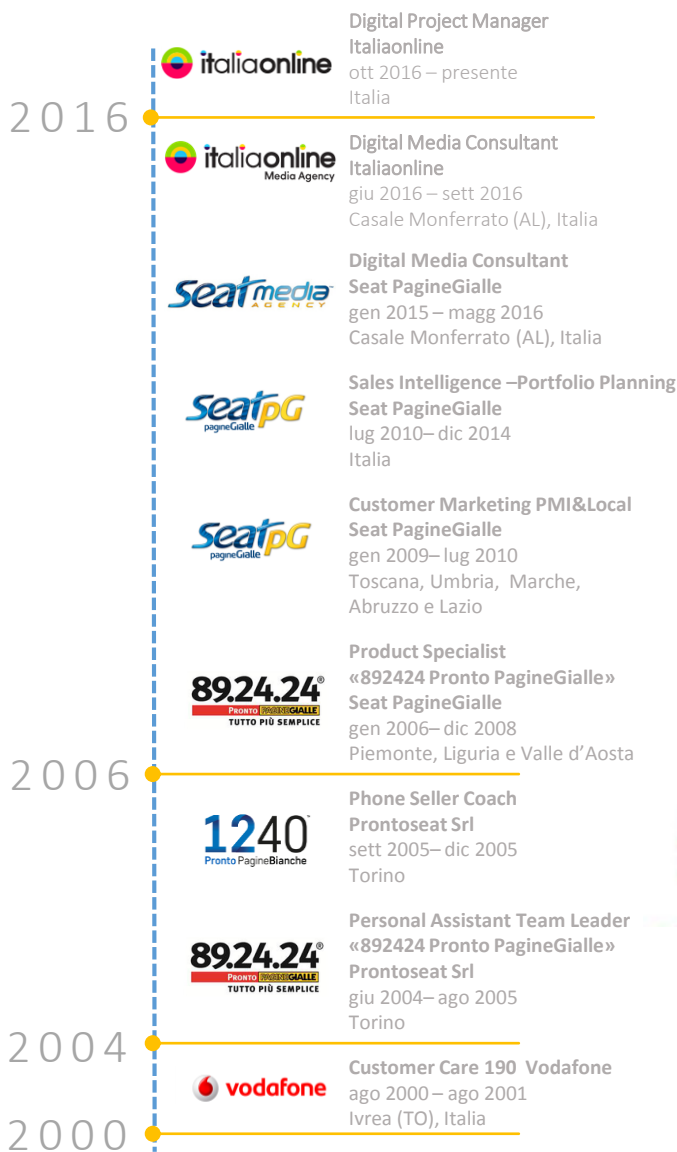 Digital Project Manager
Italiaonline
italiaonline
ott 2016 – presente
Italia
2016
Digital Media Consultant
italiaonline
Media Agency
Italiaonline
giu 2016 – sett 2016
Casale Monferrato (AL), Italia
Digital Media Consultant
Seat media
AGENCY
Seat PagineGialle
gen 2015 – magg 2016
Casale Monferrato (AL), Italia
Sales Intelligence –Portfolio Planning
Seat pG
pagineGialle
Seat PagineGialle
lug 2010– dic 2014
Italia
Customer Marketing PMI&Local
Seat pG
pagineGialle
Seat PagineGialle
gen 2009– lug 2010
Toscana, Umbria, Marche,
Abruzzo e Lazio
Product Specialist
«892424 Pronto PagineGialle»
89.24.24®
PRONTO PAGINEGIALLE
TUTTO PIÙ SEMPLICE
Seat PagineGialle
gen 2006– dic 2008
Piemonte, Liguria e Valle d’Aosta
2006
Phone Seller Coach
1240
Pronto PagineBianche
Prontoseat Srl
sett 2005– dic 2005
Torino
Personal Assistant Team Leader
«892424 Pronto PagineGialle»
89.24.24®
PRONTO PAGINEGIALLE
TUTTO PIÙ SEMPLICE
Prontoseat Srl
giu 2004– ago 2005
Torino
2004
Customer Care 190 Vodafone
vodafone
ago 2000 – ago 2001
Ivrea (TO), Italia
2000